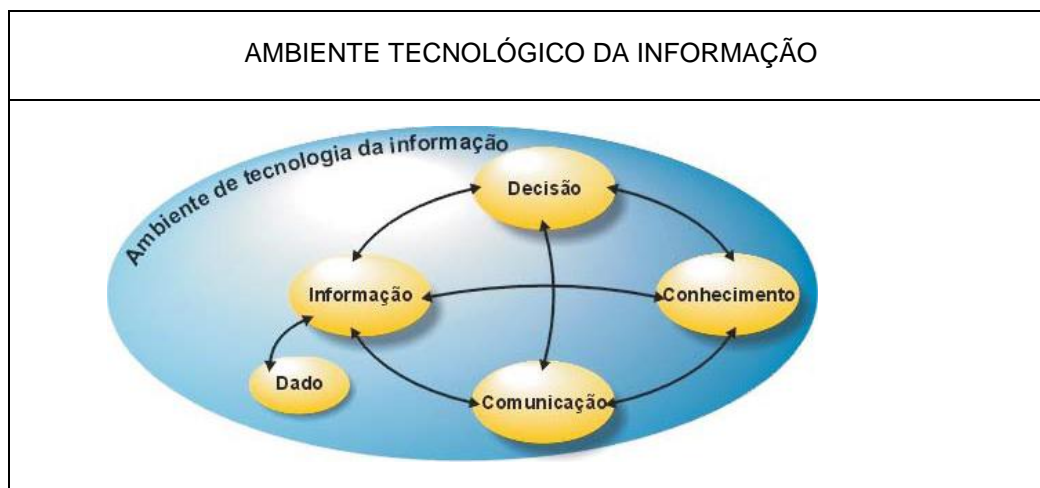 AMBIENTE TECNOLÓGICO DA INFORMAÇÃO
Ambiente de tecnologia da informação
Decisão
Informação
Conhecimento
Dado
Comunicação